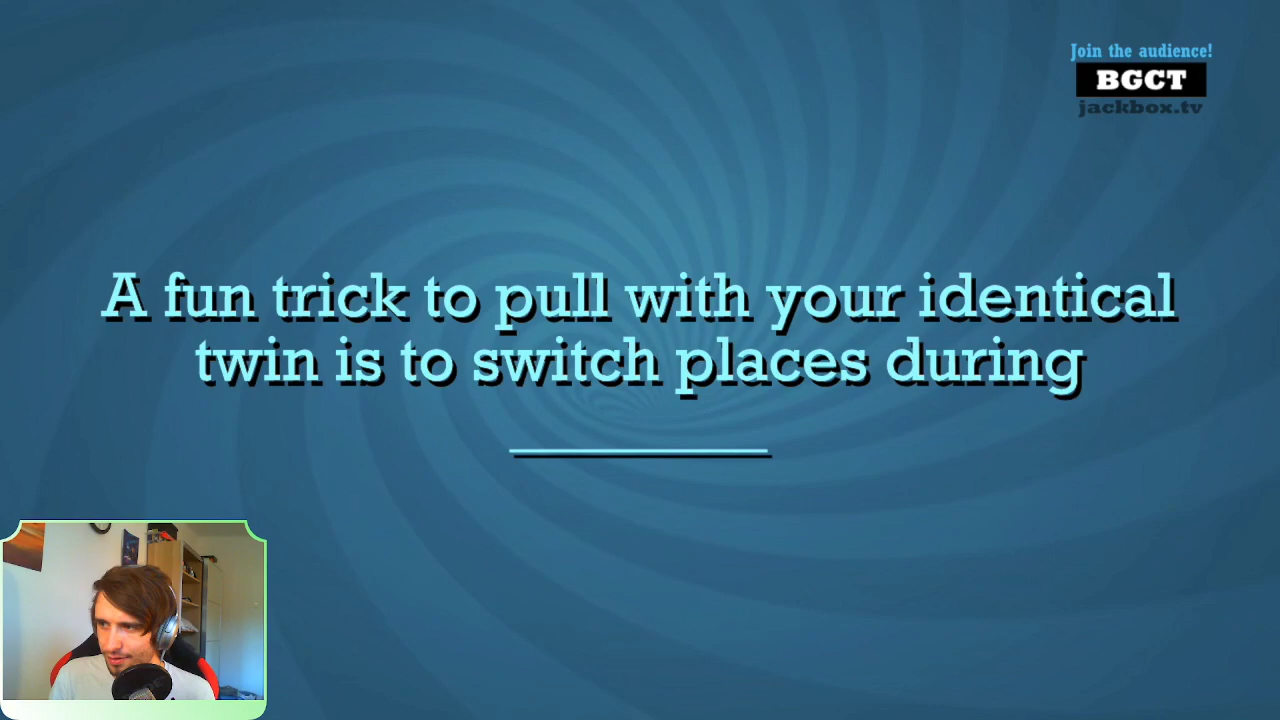 Join the audience!
BGCT
jackbox.tv
A fun trick to pull with your identical
twin is to switch places during